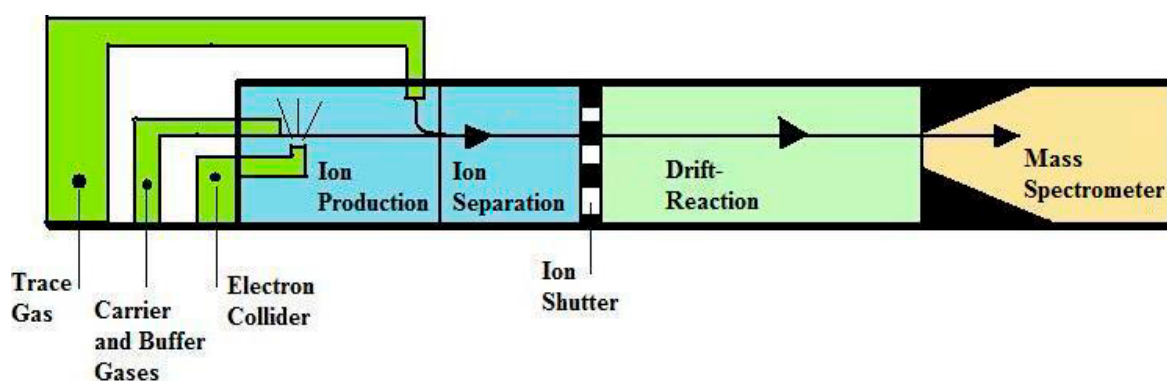 Ion
Production
Ion
Separation
Drift-
Reaction
Mass
Spectrometer
Trace
Gas
Carrier
and Buffer
Gases
Electron
Collider
Ion
Shutter